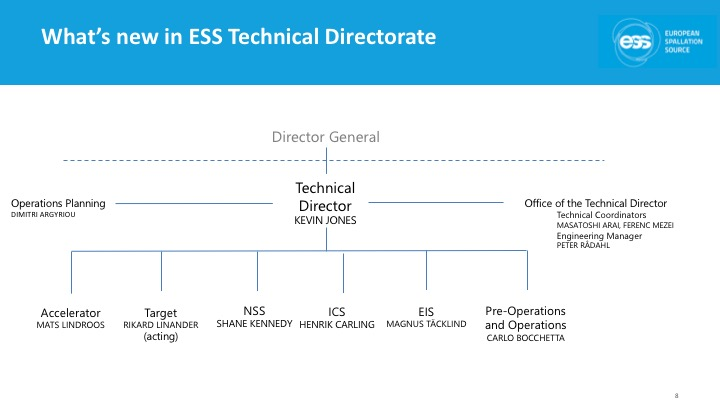 What's new in ESS Technical Directorate
ess
EUROPEAN
SPALLATION
SOURCE
Director General
Technical
Director
KEVIN JONES
Operations Planning
DIMITRI ARGYRIOU
Office of the Technical Director
Technical Coordinators
MASATOSHI ARAI, FERENC MEZEI
Engineering Manager
PETER RÅDAHL
Accelerator
MATS LINDROOS
Target
RIKARD LINANDER
(acting)
NSS
SHANE KENNEDY
ICS
HENRIK CARLING
EIS
MAGNUS TÄCKLIND
Pre-Operations
and Operations
CARLO BOCCHETTA
8